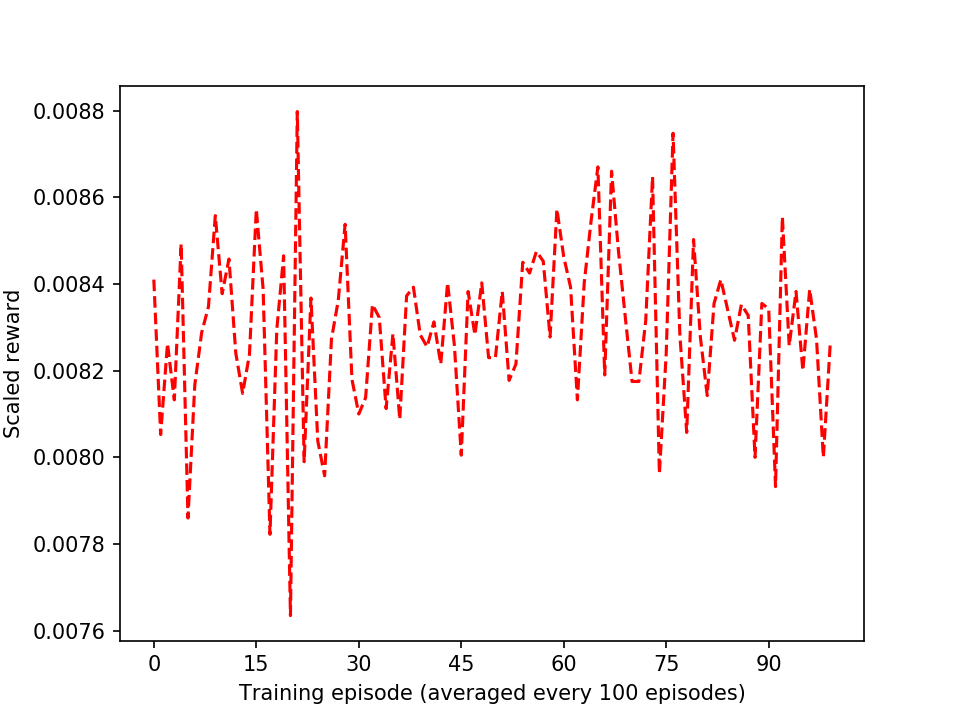 0.0088
0.0086
0.0084
0.0082
0.0080
0.0078
0.0076
Scaled reward
0 15 30 45 60 75 90
Training episode (averaged every 100 episodes)